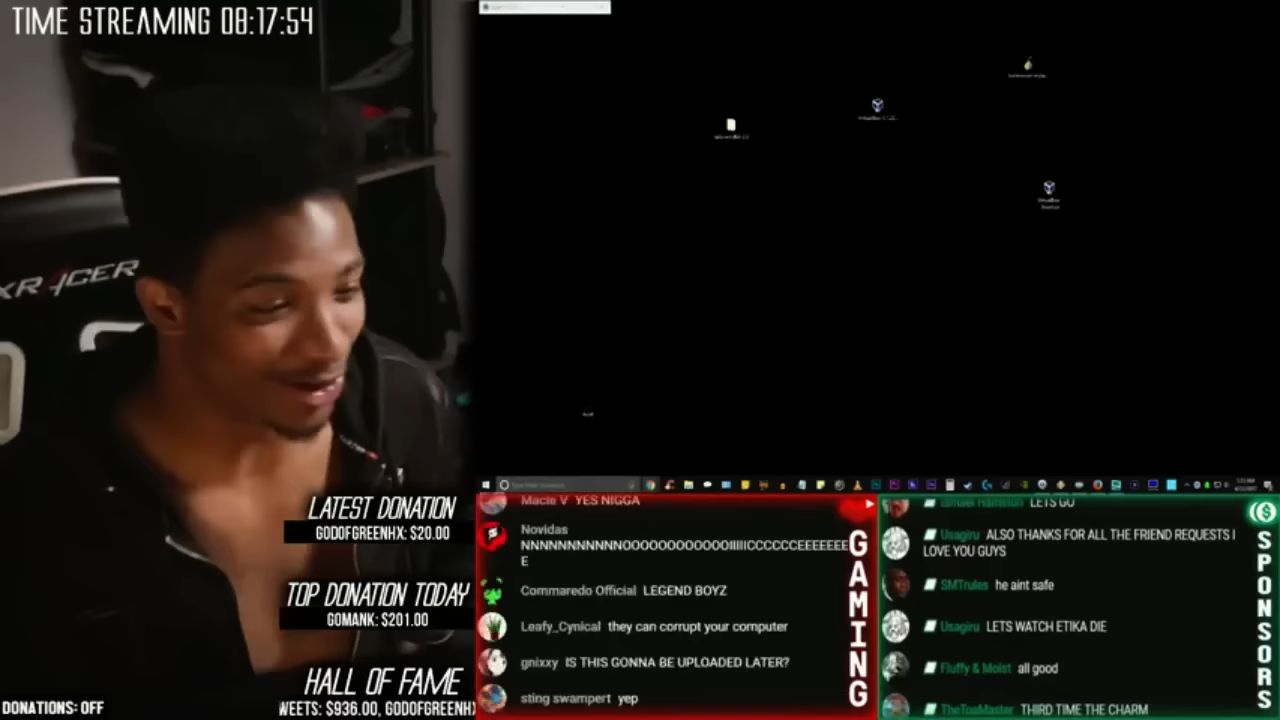 TIME STREAMING 08:17:54
XRACER
LATEST DONATION
GODOFGREENHX: $20.00
TOP DONATION TODAY
GOMANK: $201.00
HALL OF FAME
WEETS: $936.00, GODOFGREENHX
DONATIONS: OFF
Macie V YES NIGGA
Novidas
NNNNNNNNNNNOOOOOOOOOOOOIIIIICCCCCCEEEEEEE
E
Commaredo Official LEGEND BOYZ
Leafy_Cynical they can corrupt your computer
gnixxy IS THIS GONNA BE UPLOADED LATER?
sting swampert yep
GAMING
LETS GO
Usagiru ALSO THANKS FOR ALL THE FRIEND REQUESTS I
LOVE YOU GUYS
SMTrules he aint safe
Usagiru LETS WATCH ETIKA DIE
Fluffy & Moist all good
TheToaMaster THIRD TIME THE CHARM
SPONSORS